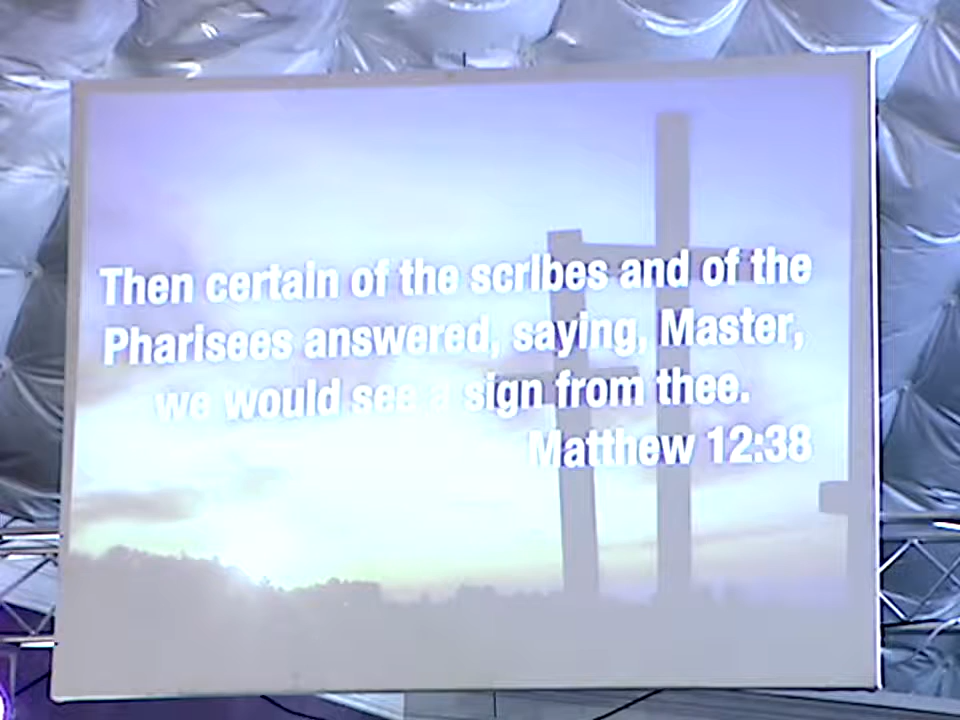 Then certain of the scribes and of the
Pharisees answered, saying, Master,
we would see a sign from thee.
Matthew 12:38